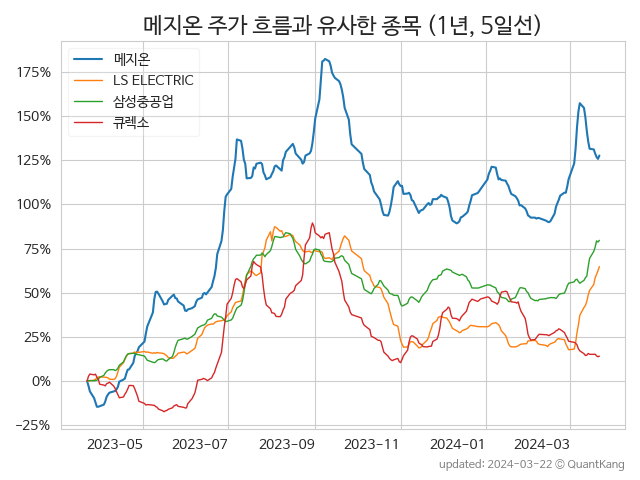 메지온 주가 흐름과 유사한 종목 (1년, 5일선)
메지온
LS ELECTRIC
삼성중공업
큐렉소
175%
150%
125%
100%
75%
50%
25%
0%
−25%
2023-05 2023-07 2023-09 2023-11 2024-01 2024-03
updated: 2024-03-22 © QuantKang